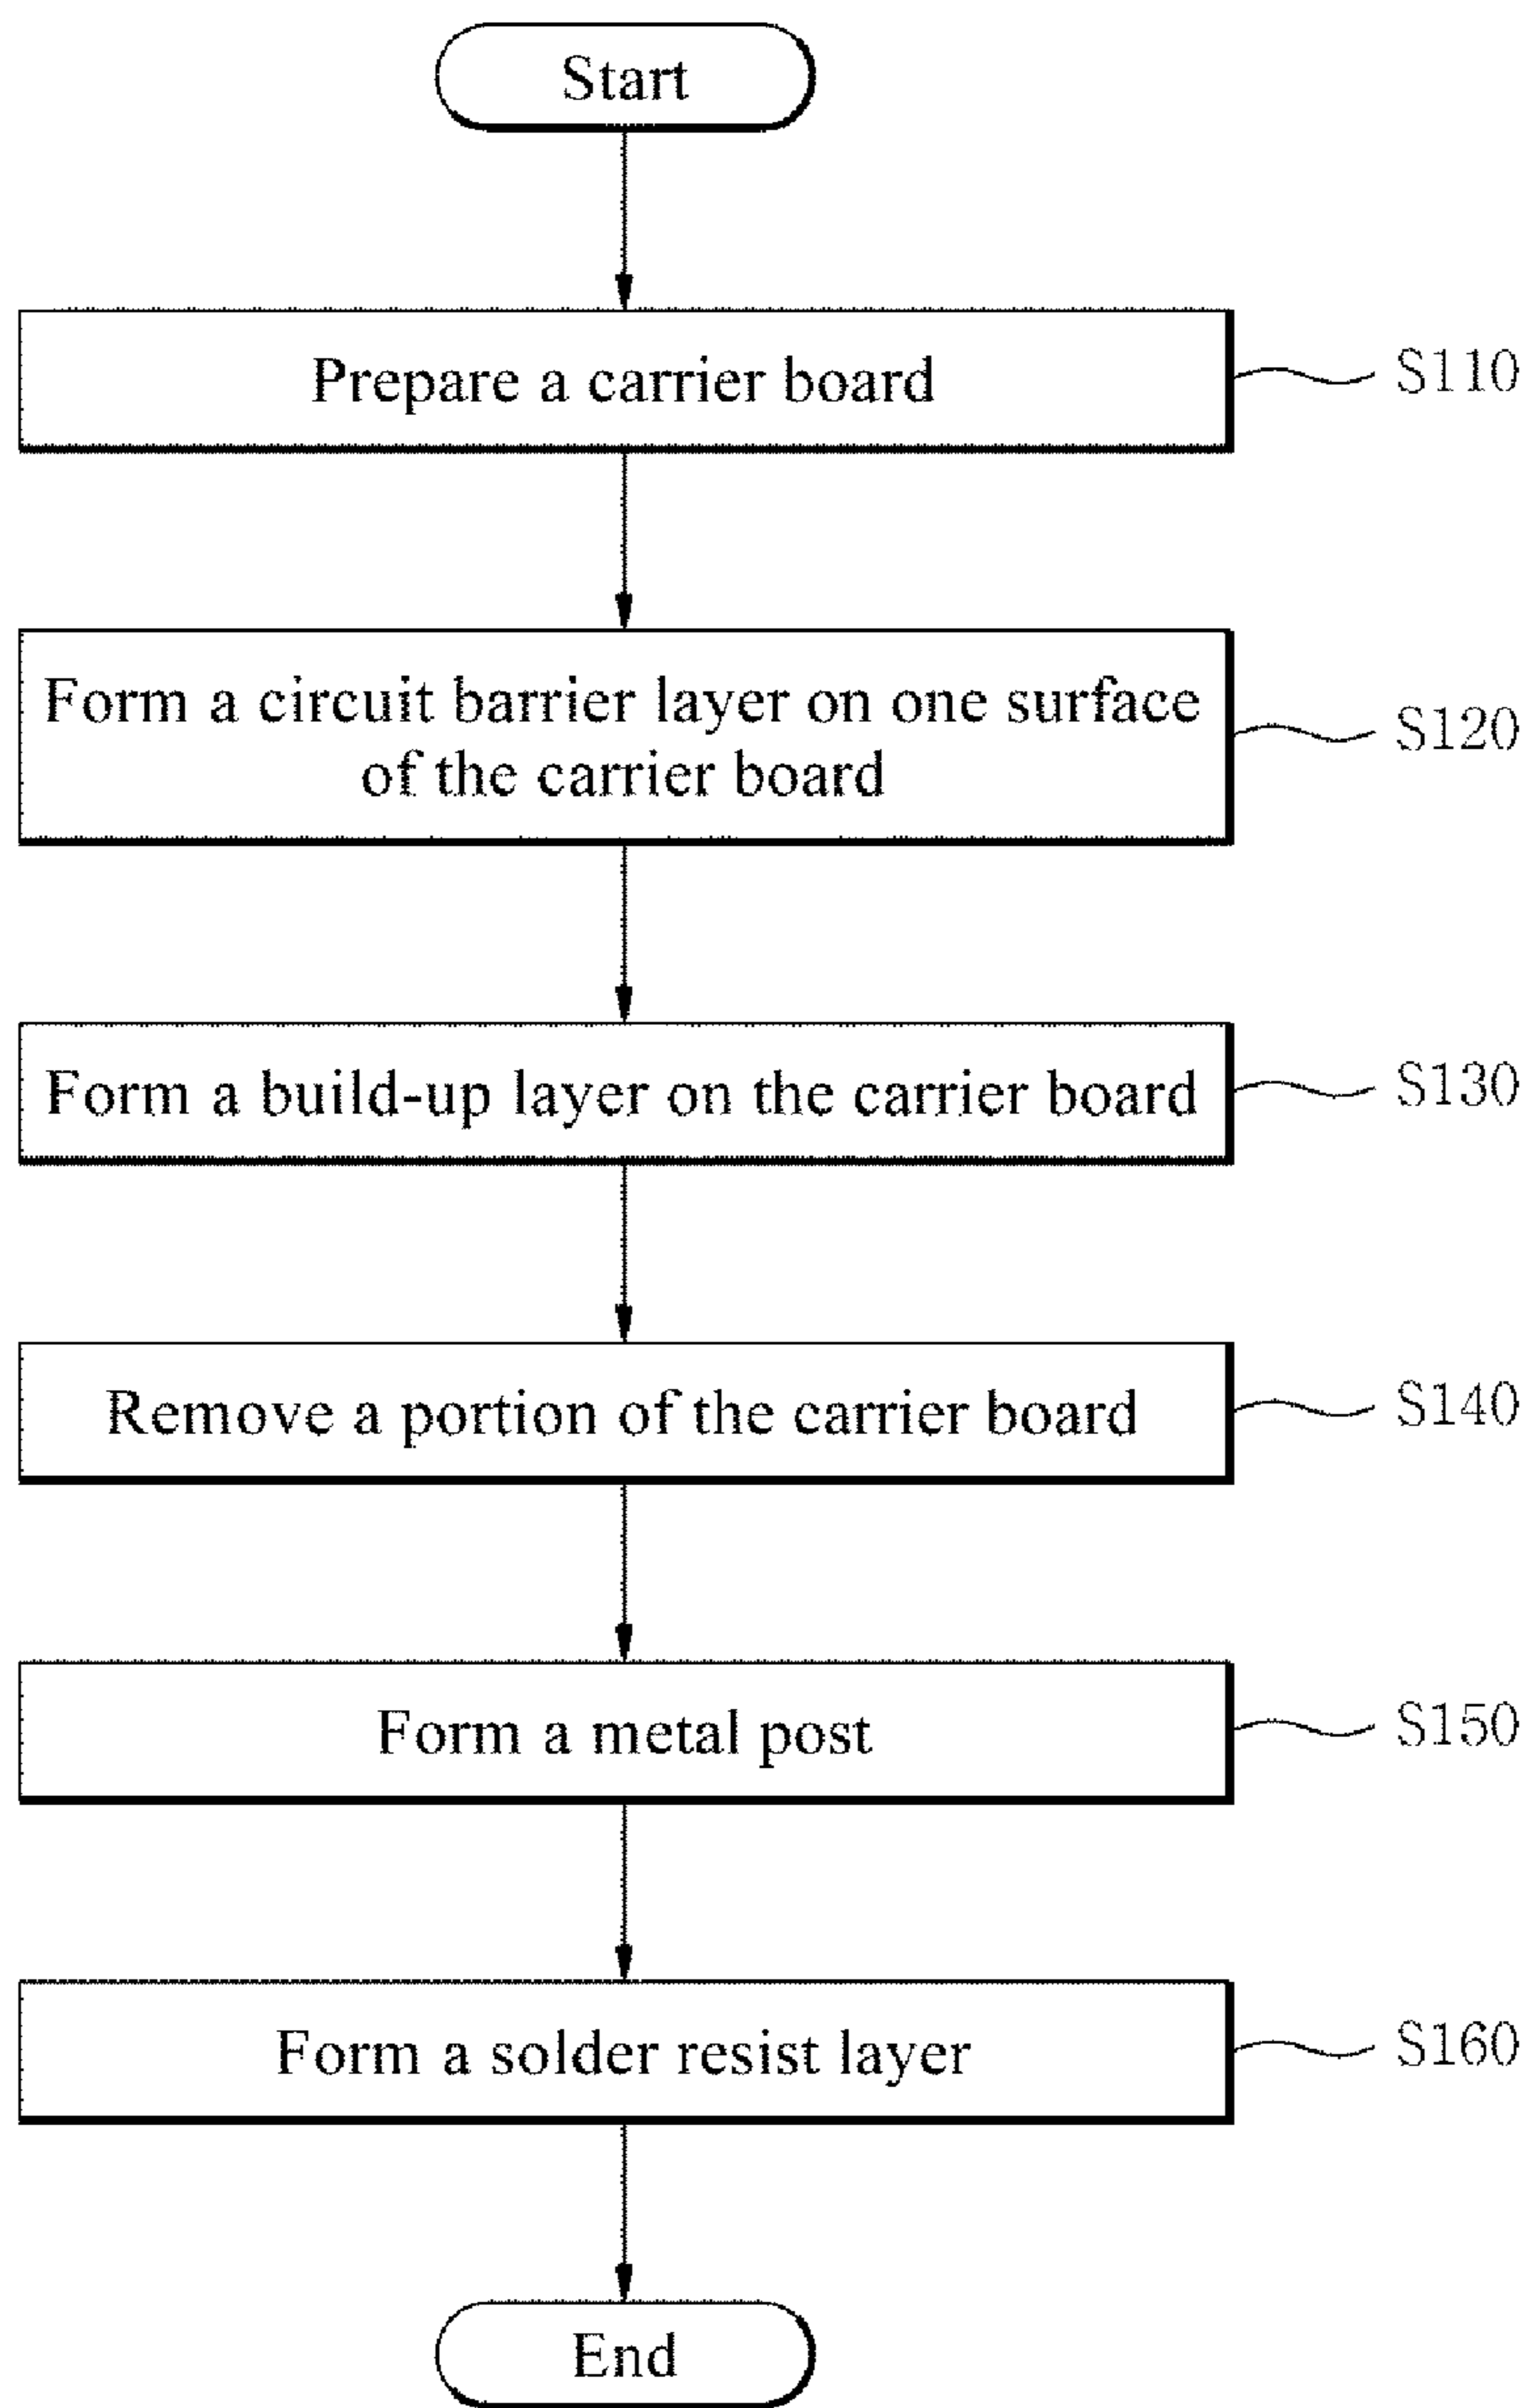 Start
Prepare a carrier board
S110
Form a circuit barrier layer on one surface
of the carrier board
S120
Form a build-up layer on the carrier board
S130
Remove a portion of the carrier board
S140
Form a metal post
S150
Form a solder resist layer
S160
End